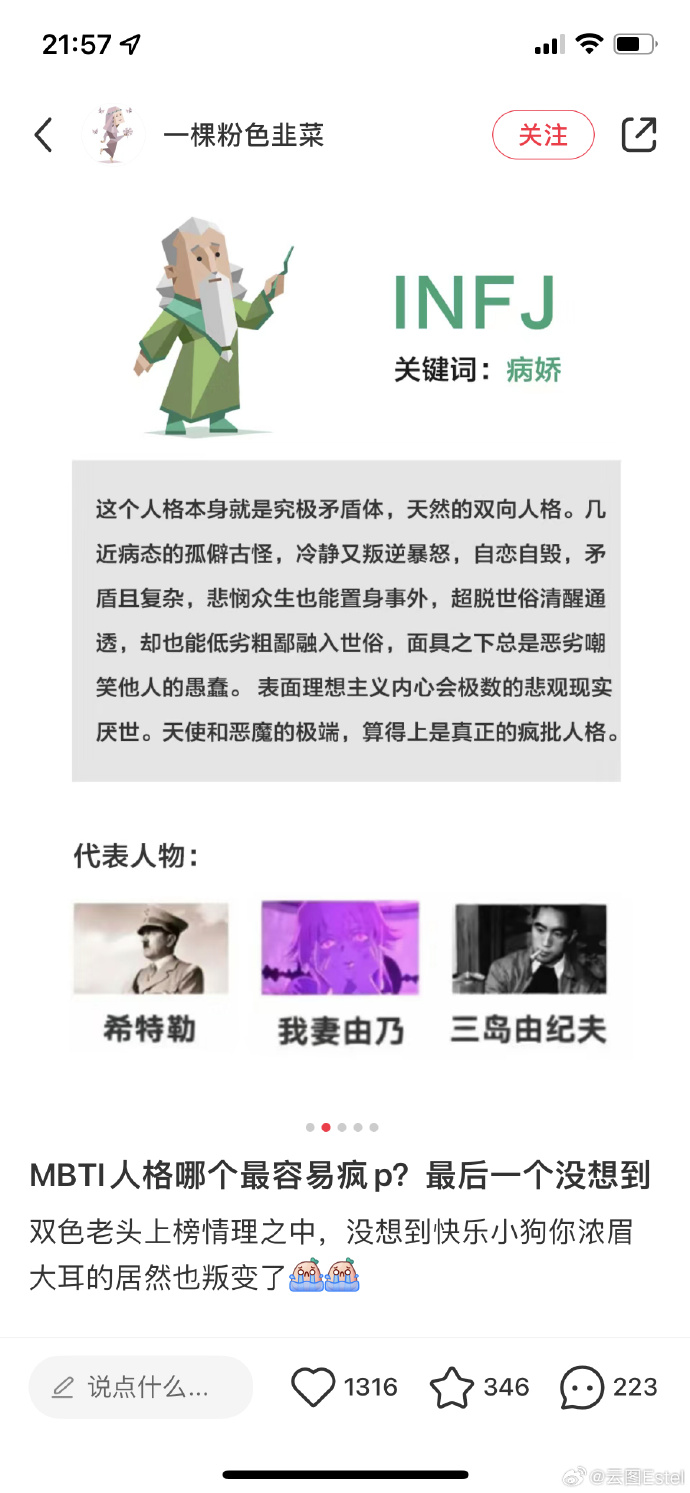 21:57
一棵粉色韭菜
关注
INFJ
关键词：病娇
这个人格本身就是究极矛盾体，天然的双向人格。几
近病态的孤僻古怪，冷静又叛逆暴怒，自恋自毁，矛
盾且复杂，悲悯众生也能置身事外，超脱世俗清醒通
透，却也能低劣粗鄙融入世俗，面具之下总是恶劣嘲
笑他人的愚蠢。 表面理想主义内心会极数的悲观现实
厌世。天使和恶魔的极端，算得上是真正的疯批人格。
代表人物：
希特勒
我妻由乃
三岛由纪夫
MBTI人格哪个最容易疯p？最后一个没想到
双色老头上榜情理之中，没想到快乐小狗你浓眉
大耳的居然也叛变了
说点什么...
1316
346
223
@云图Estel